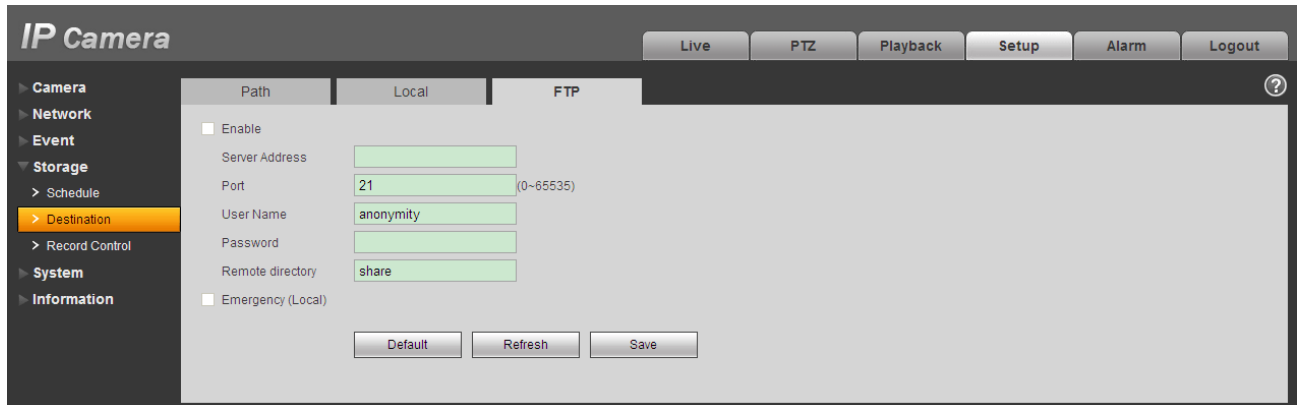 IP Camera
Live PTZ Playback Setup Alarm Logout
Camera
Network
Event
Storage
> Schedule
> Destination
> Record Control
System
Information
Path Local FTP
?
Enable
Server Address
Port 21 (0~65535)
User Name anonymity
Password
Remote directory share
Emergency (Local)
Default Refresh Save